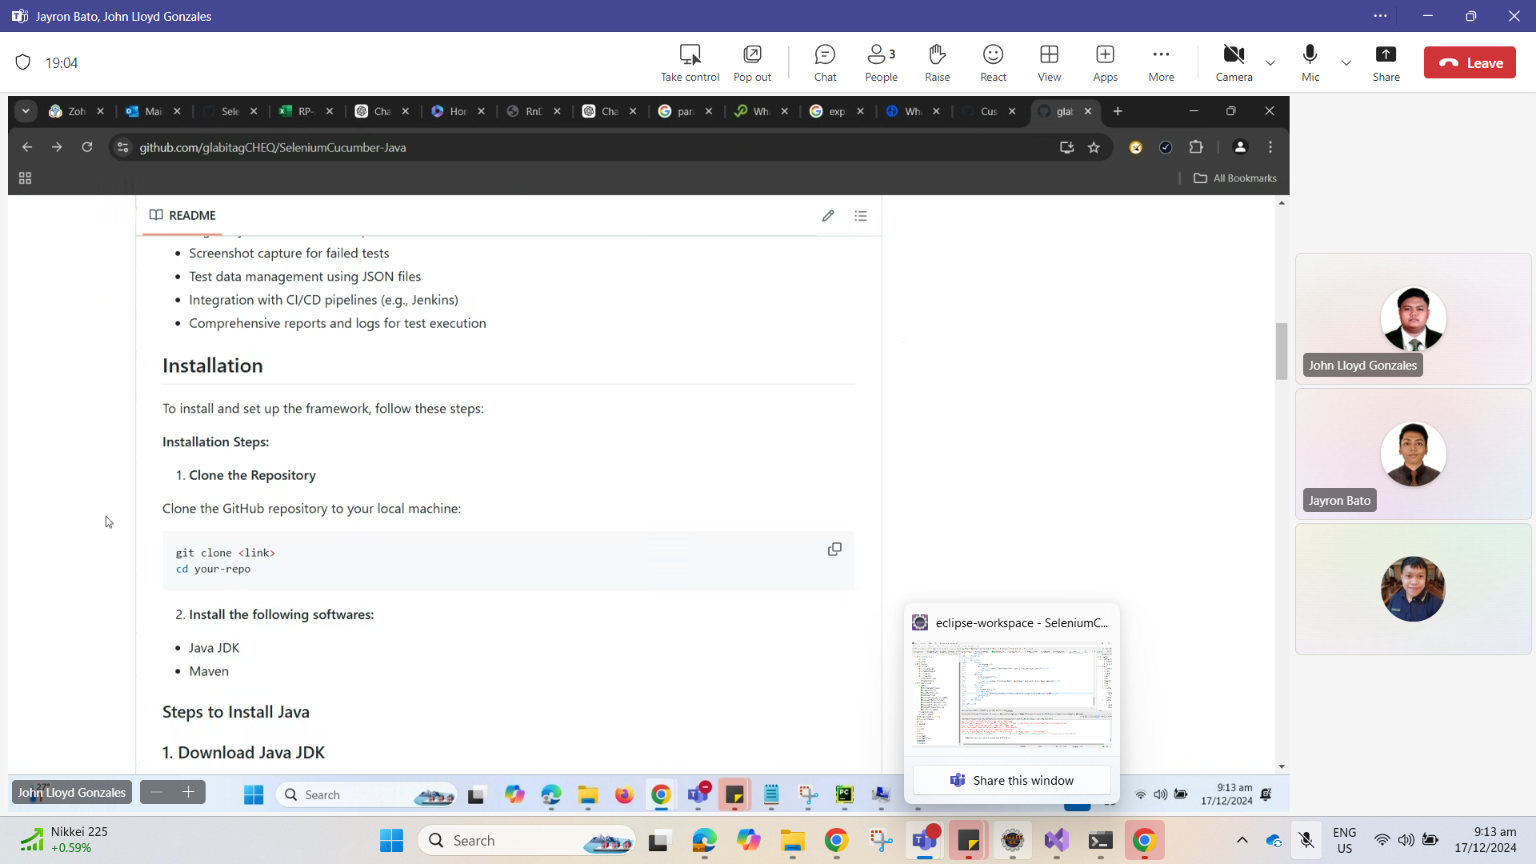 Jayron Bato, John Lloyd Gonzales
19:04
Take control
Pop out
Chat
3
People
Raise
React
View
Apps
More
Camera
Mic
Share
Leave
Zoh
Mai
Sele
RP-
Cha
Hor
Cha
par
Wh
exp
Wha
Cus
glab
github.com/glabitagCHEQ/SeleniumCucumber-Java
All Bookmarks
README
• Screenshot capture for failed tests
• Test data management using JSON files
• Integration with CI/CD pipelines (e.g., Jenkins)
• Comprehensive reports and logs for test execution
Installation
To install and set up the framework, follow these steps:
Installation Steps:
1. Clone the Repository
Clone the GitHub repository to your local machine:
git clone <link>
cd your-repo
2. Install the following softwares:
• Java JDK
• Maven
Steps to Install Java
1. Download Java JDK
eclipse-workspace - SeleniumC...
Share this window
John Lloyd Gonzales
Jayron Bato
John Lloyd Gonzales
Search
9:13 am
17/12/2024
Nikkei 225
+0.59%
Search
ENG
US
9:13 am
17/12/2024